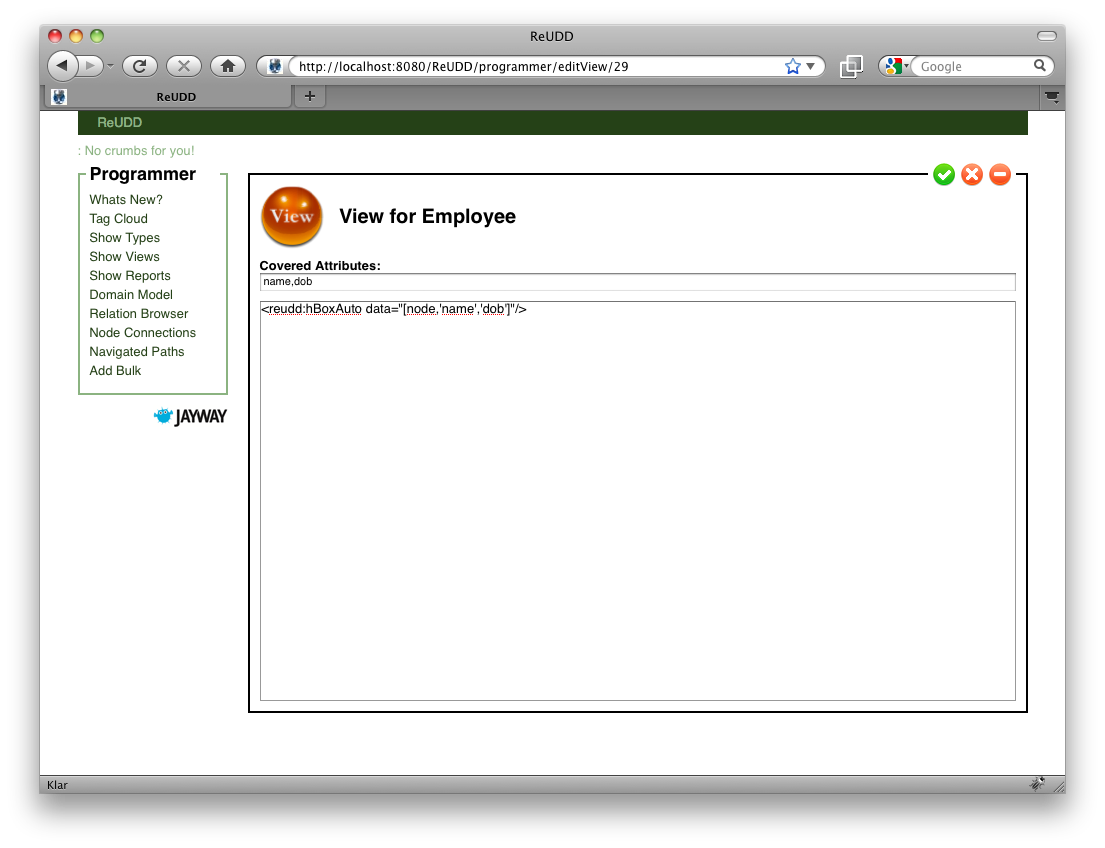 ReUDD
http://localhost:8080/ReUDD/programmer/editView/29
Google
ReUDD
ReUDD
: No crumbs for you!
Programmer
Whats New?
Tag Cloud
Show Types
Show Views
Show Reports
Domain Model
Relation Browser
Node Connections
Navigated Paths
Add Bulk
JAYWAY
View
View for Employee
Covered Attributes:
name,dob
<reudd:hBoxAuto data="[node,'name','dob']"/>
Klar